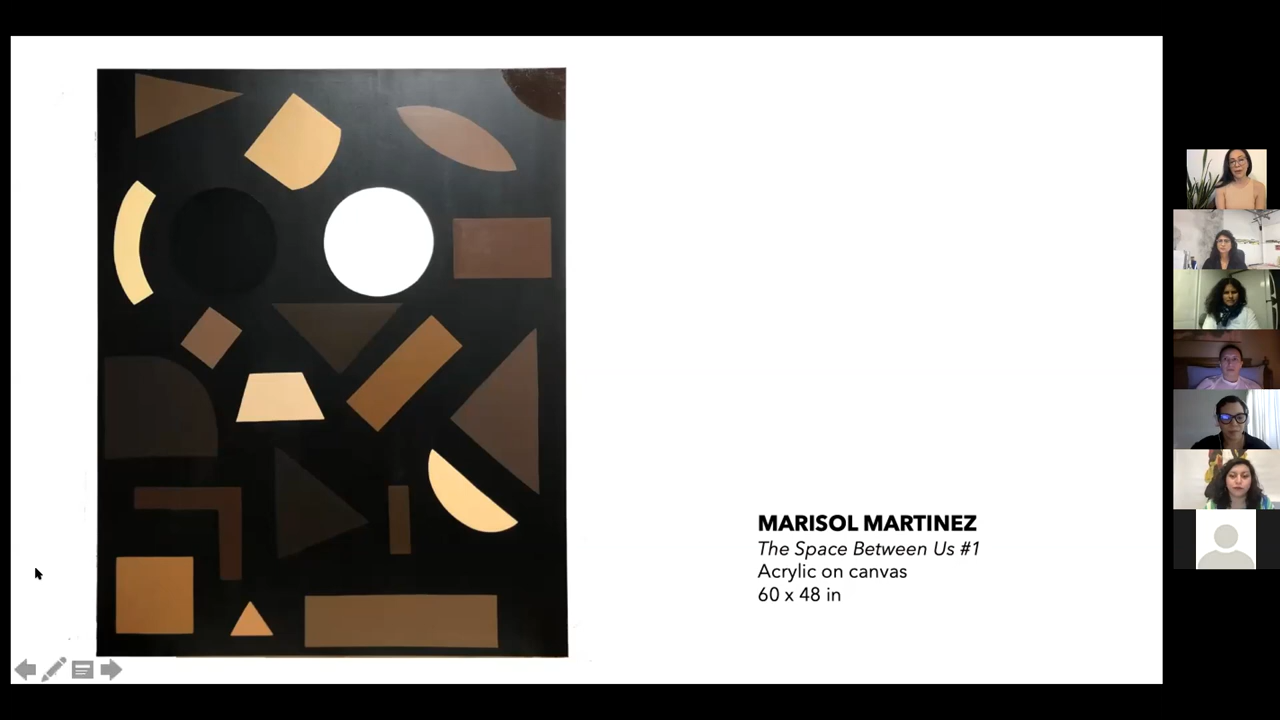 MARISOL MARTINEZ
The Space Between Us #1
Acrylic on canvas
60 x 48 in